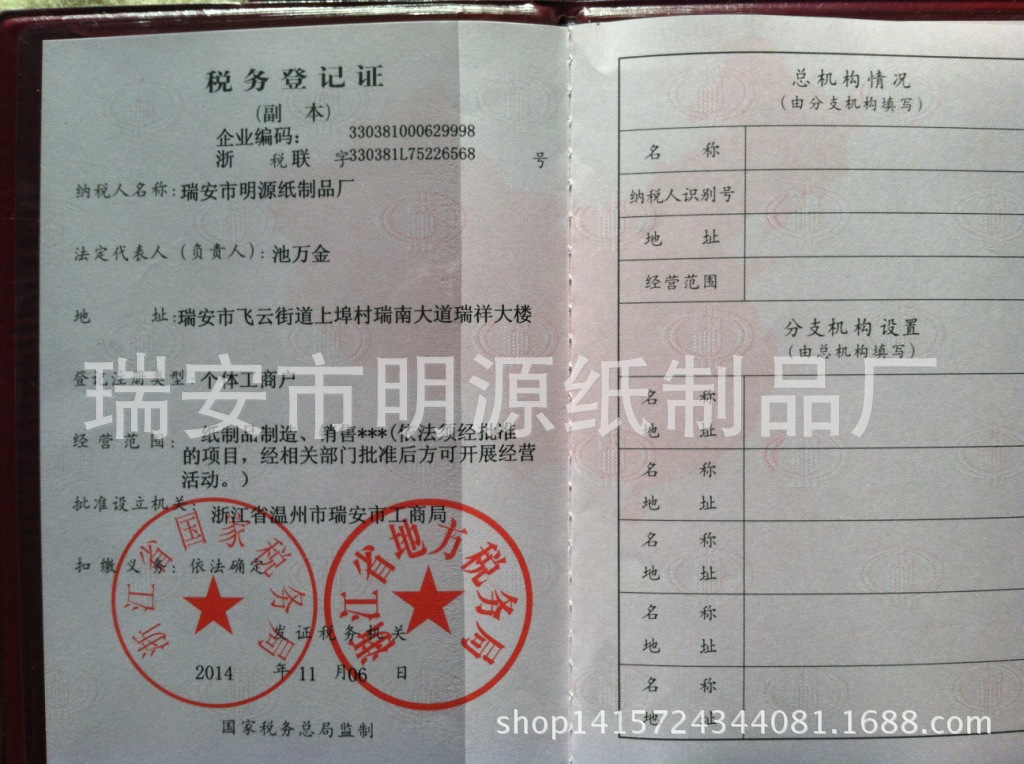 税务登记证
(副 本)
企业编码: 330381000629998
浙 税联 字330381L75226568 号
纳税人名称:瑞安市明源纸制品厂
法定代表人(负责人):池万金
地 址:瑞安市飞云街道上埠村瑞南大道瑞祥大楼
登记注册类型:个体工商户
经营范围: 纸制品制造、销售***(依法须经批准
的项目,经相关部门批准后方可开展经营
活动。)
批准设立机关: 浙江省温州市瑞安市工商局
扣缴义务: 依法确定
浙江省国家税务局
浙江省地方税务局
发证税务机关
2014 年 11 月 06 日
国家税务总局监制
总机构情况
(由分支机构填写)
名 称
纳税人识别号
地 址
经营范围
分支机构设置
(由总机构填写)
名 称
地 址
名 称
地 址
名 称
地 址
名 称
地 址
名 称
地 址
瑞安市明源纸制品厂
shop1415724344081.1688.com